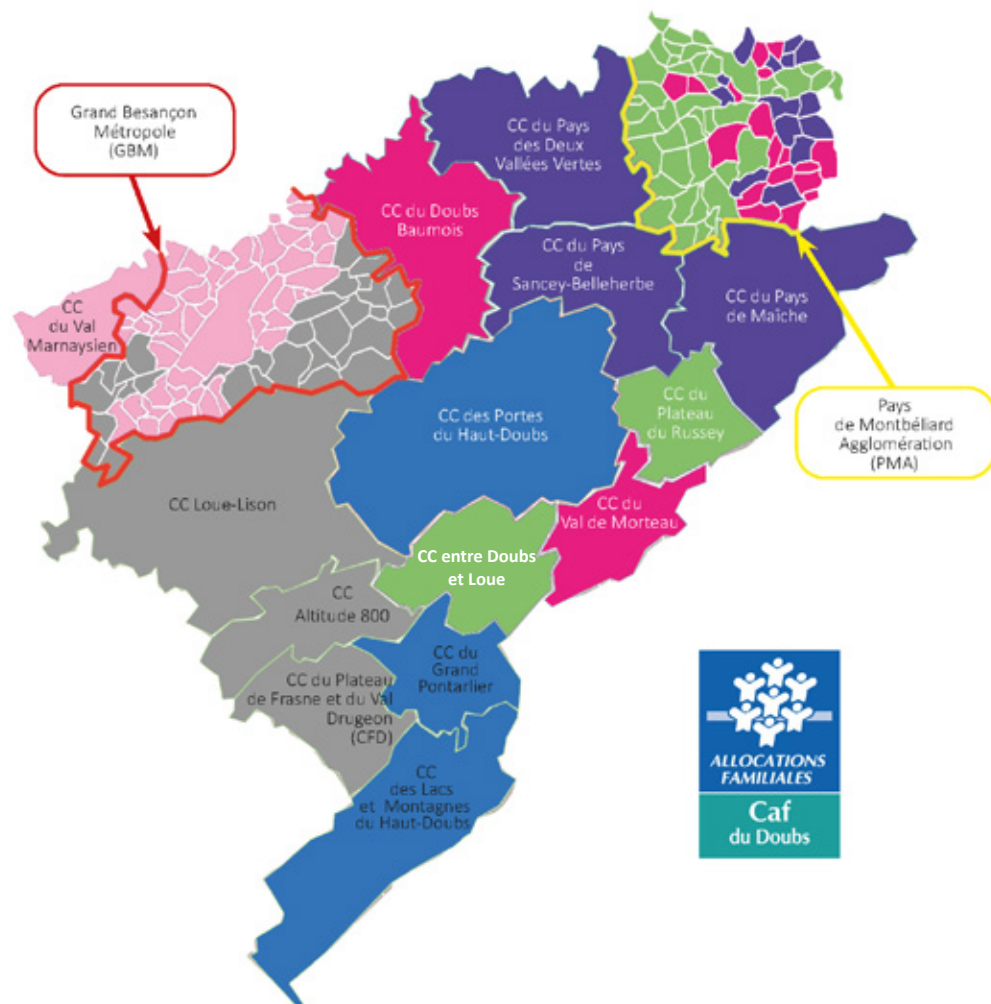 Grand Besançon
Métropole
(GBM)
CC du Pays
des Deux
Vallées Vertes
CC du Doubs
Baumois
CC du Pays
de
Sancey-Belleherbe
CC du Pays
de Maîche
CC
du Val
Marnaysien
CC des Portes
du Haut-Doubs
CC du
Plateau
du Russey
Pays
de Montbéliard
Agglomération
(PMA)
CC Loue-Lison
CC du
Val de Morteau
CC entre Doubs
et Loue
CC
Altitude 800
CC du
Grand
Pontarlier
CC du Plateau
de Frasne et du Val
Drugeon
(CFD)
CC
des Lacs
et Montagnes
du Haut-Doubs
ALLOCATIONS
FAMILIALES
Caf
du Doubs